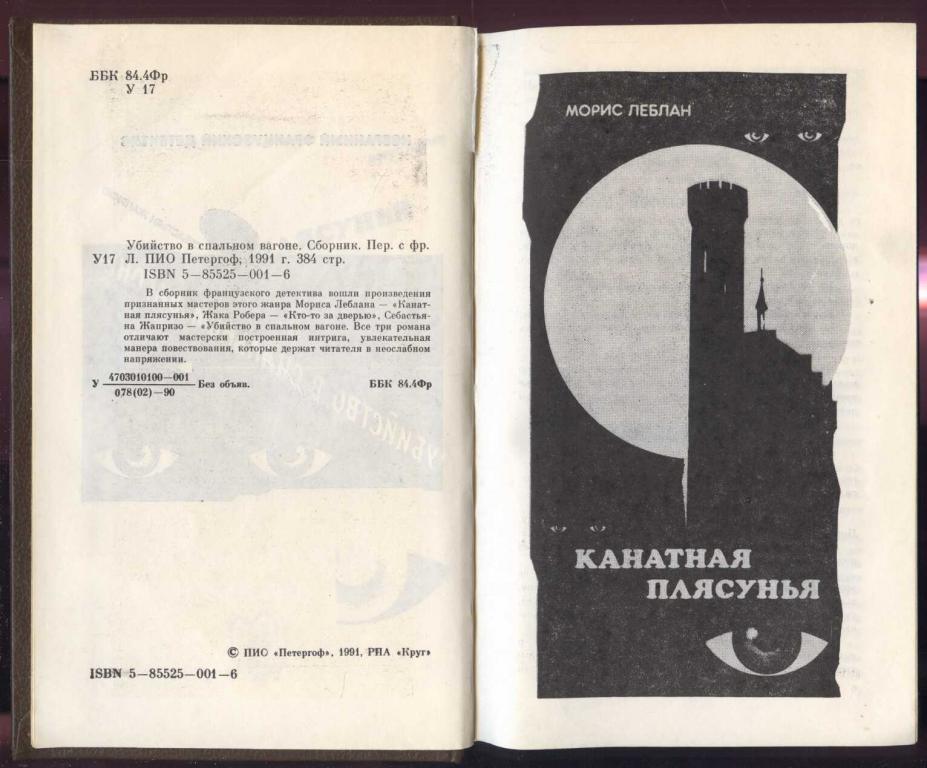 ББК 84.4Фр
У 17
Убийство в спальном вагоне. Сборник. Пер. с фр.
У17 Л. ПИО Петергоф, 1991 г. 384 стр.
ISBN 5—85525—001—6
В сборник французского детектива вошли произведения
признанных мастеров этого жанра Мориса Леблана — «Канат-
ная плясунья», Жака Робера — «Кто-то за дверью», Себастья-
на Жапризо — «Убийство в спальном вагоне. Все три романа
отличают мастерски построенная интрига, увлекательная
манера повествования, которые держат читателя в неослабном
напряжении.
У 4703010100—001 Без объяв. ББК 84.4Фр
078(02)—90
© ПИО «Петергоф», 1991, РИА «Круг»
ISBN 5—85525—001—6
МОРИС ЛЕБЛАН
КАНАТНАЯ
ПЛЯСУНЬЯ